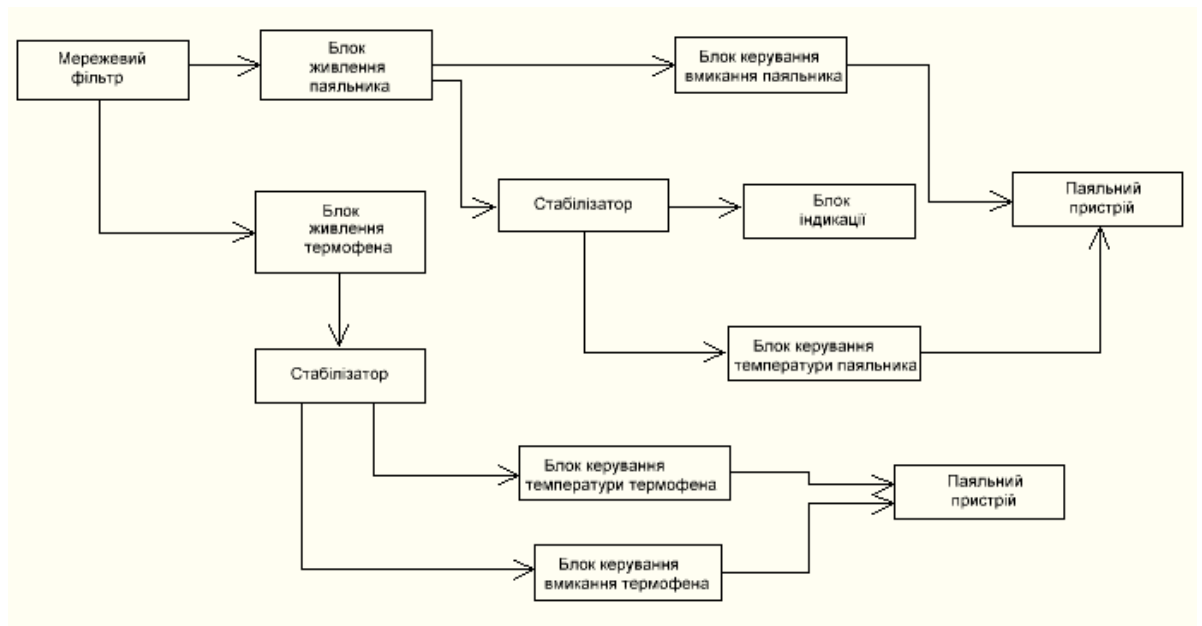 Мережевий
фільтр
Блок
живлення
паяльника
Блок керування
вмикання паяльника
Блок
живлення
термофена
Стабілізатор
Блок
індикації
Паяльний
пристрій
Стабілізатор
Блок керування
температури паяльника
Блок керування
температури термофена
Паяльний
пристрій
Блок керування
вмикання термофена